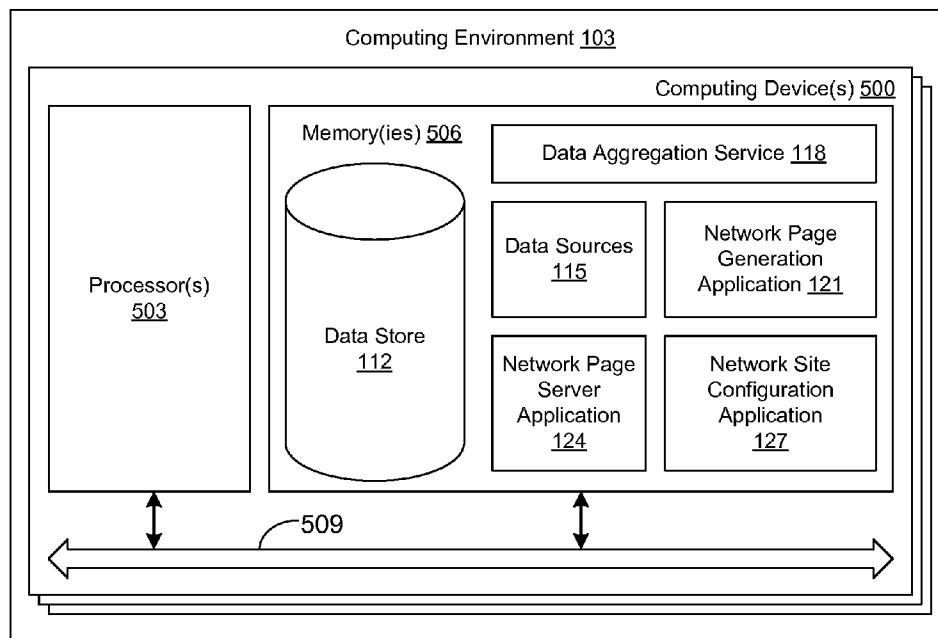 Computing Environment 103
Computing Device(s) 500
Processor(s)
503
Memory(ies) 506
Data Store
112
Data Aggregation Service 118
Data Sources
115
Network Page
Generation
Application 121
Network Page
Server
Application
124
Network Site
Configuration
Application
127
509